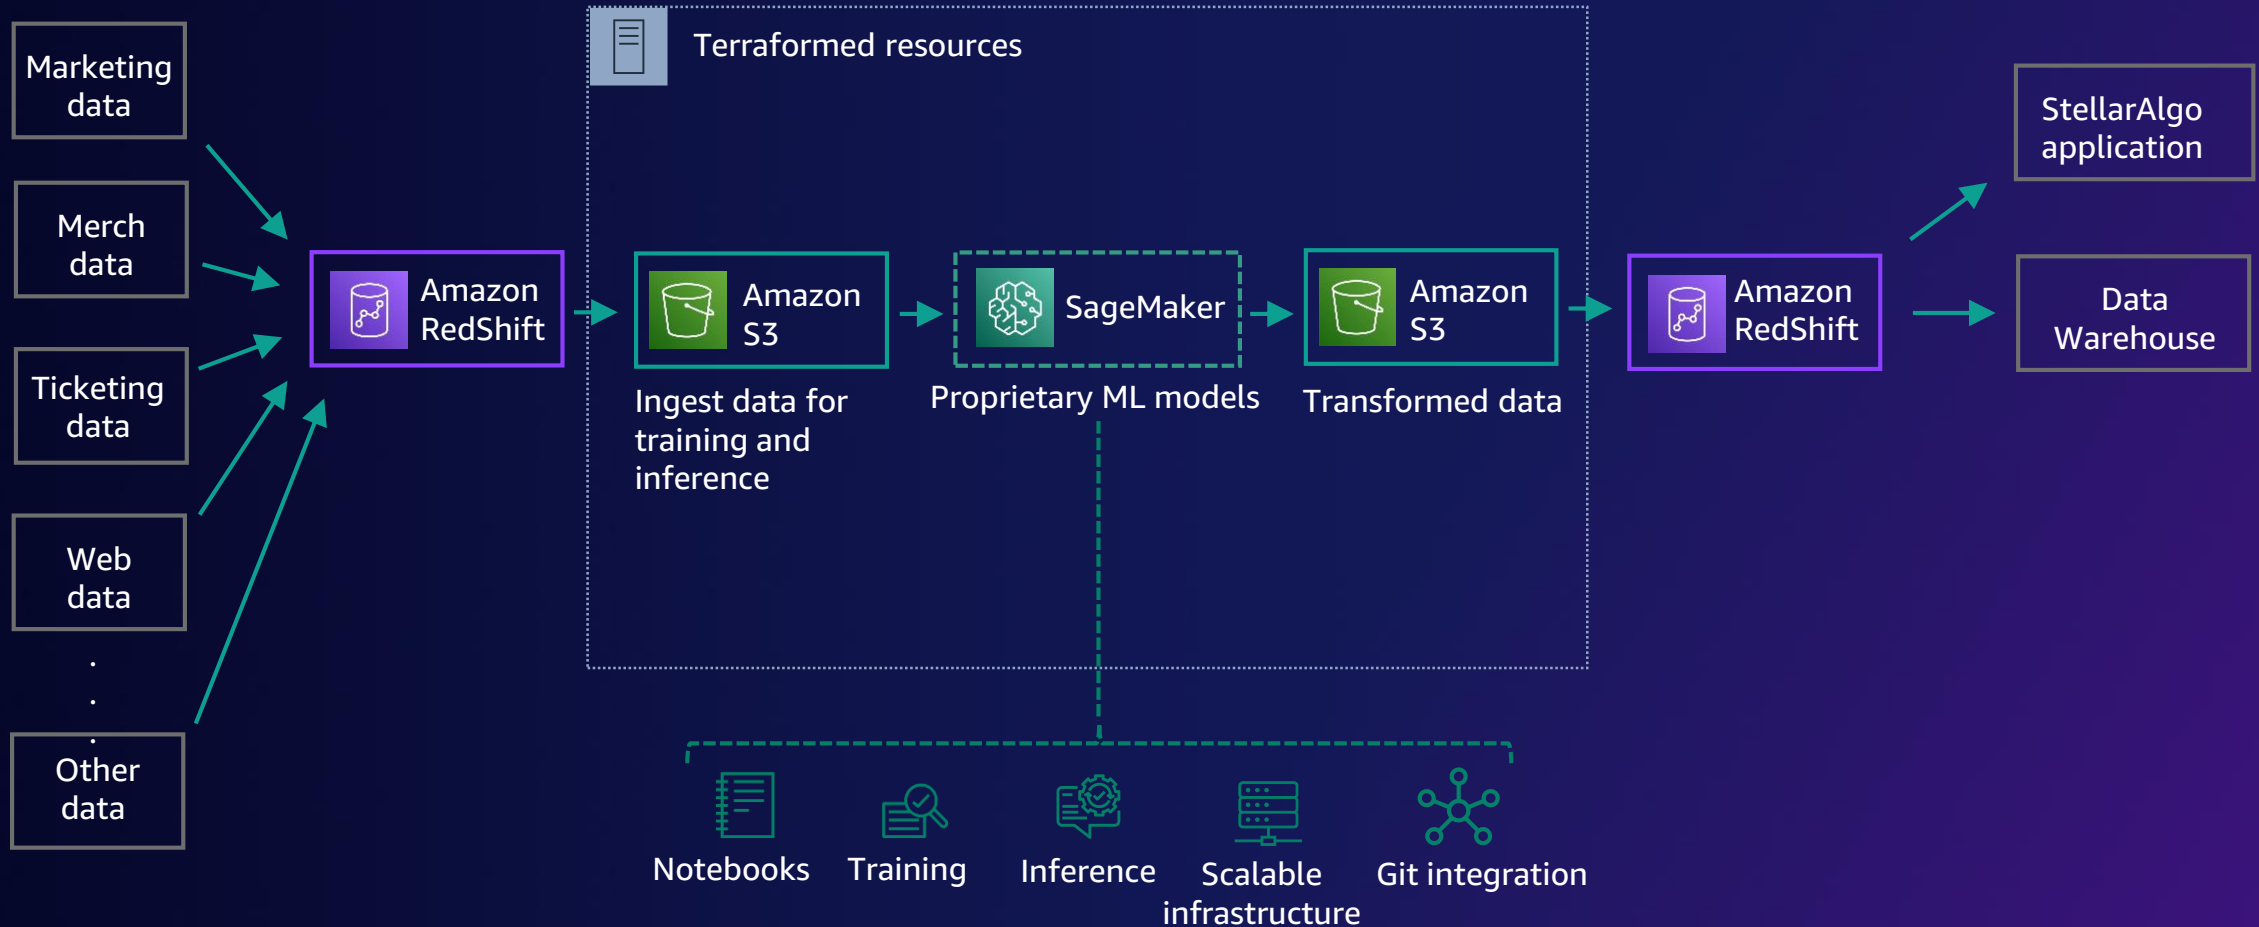 Marketing
data
Merch
data
Ticketing
data
Web
data
.
.
.
Other
data
Amazon
RedShift
Terraformed resources
Amazon
S3
Ingest data for
training and
inference
SageMaker
Proprietary ML models
Amazon
S3
Transformed data
Amazon
RedShift
StellarAlgo
application
Data
Warehouse
Notebooks
Training
Inference
Scalable
infrastructure
Git integration